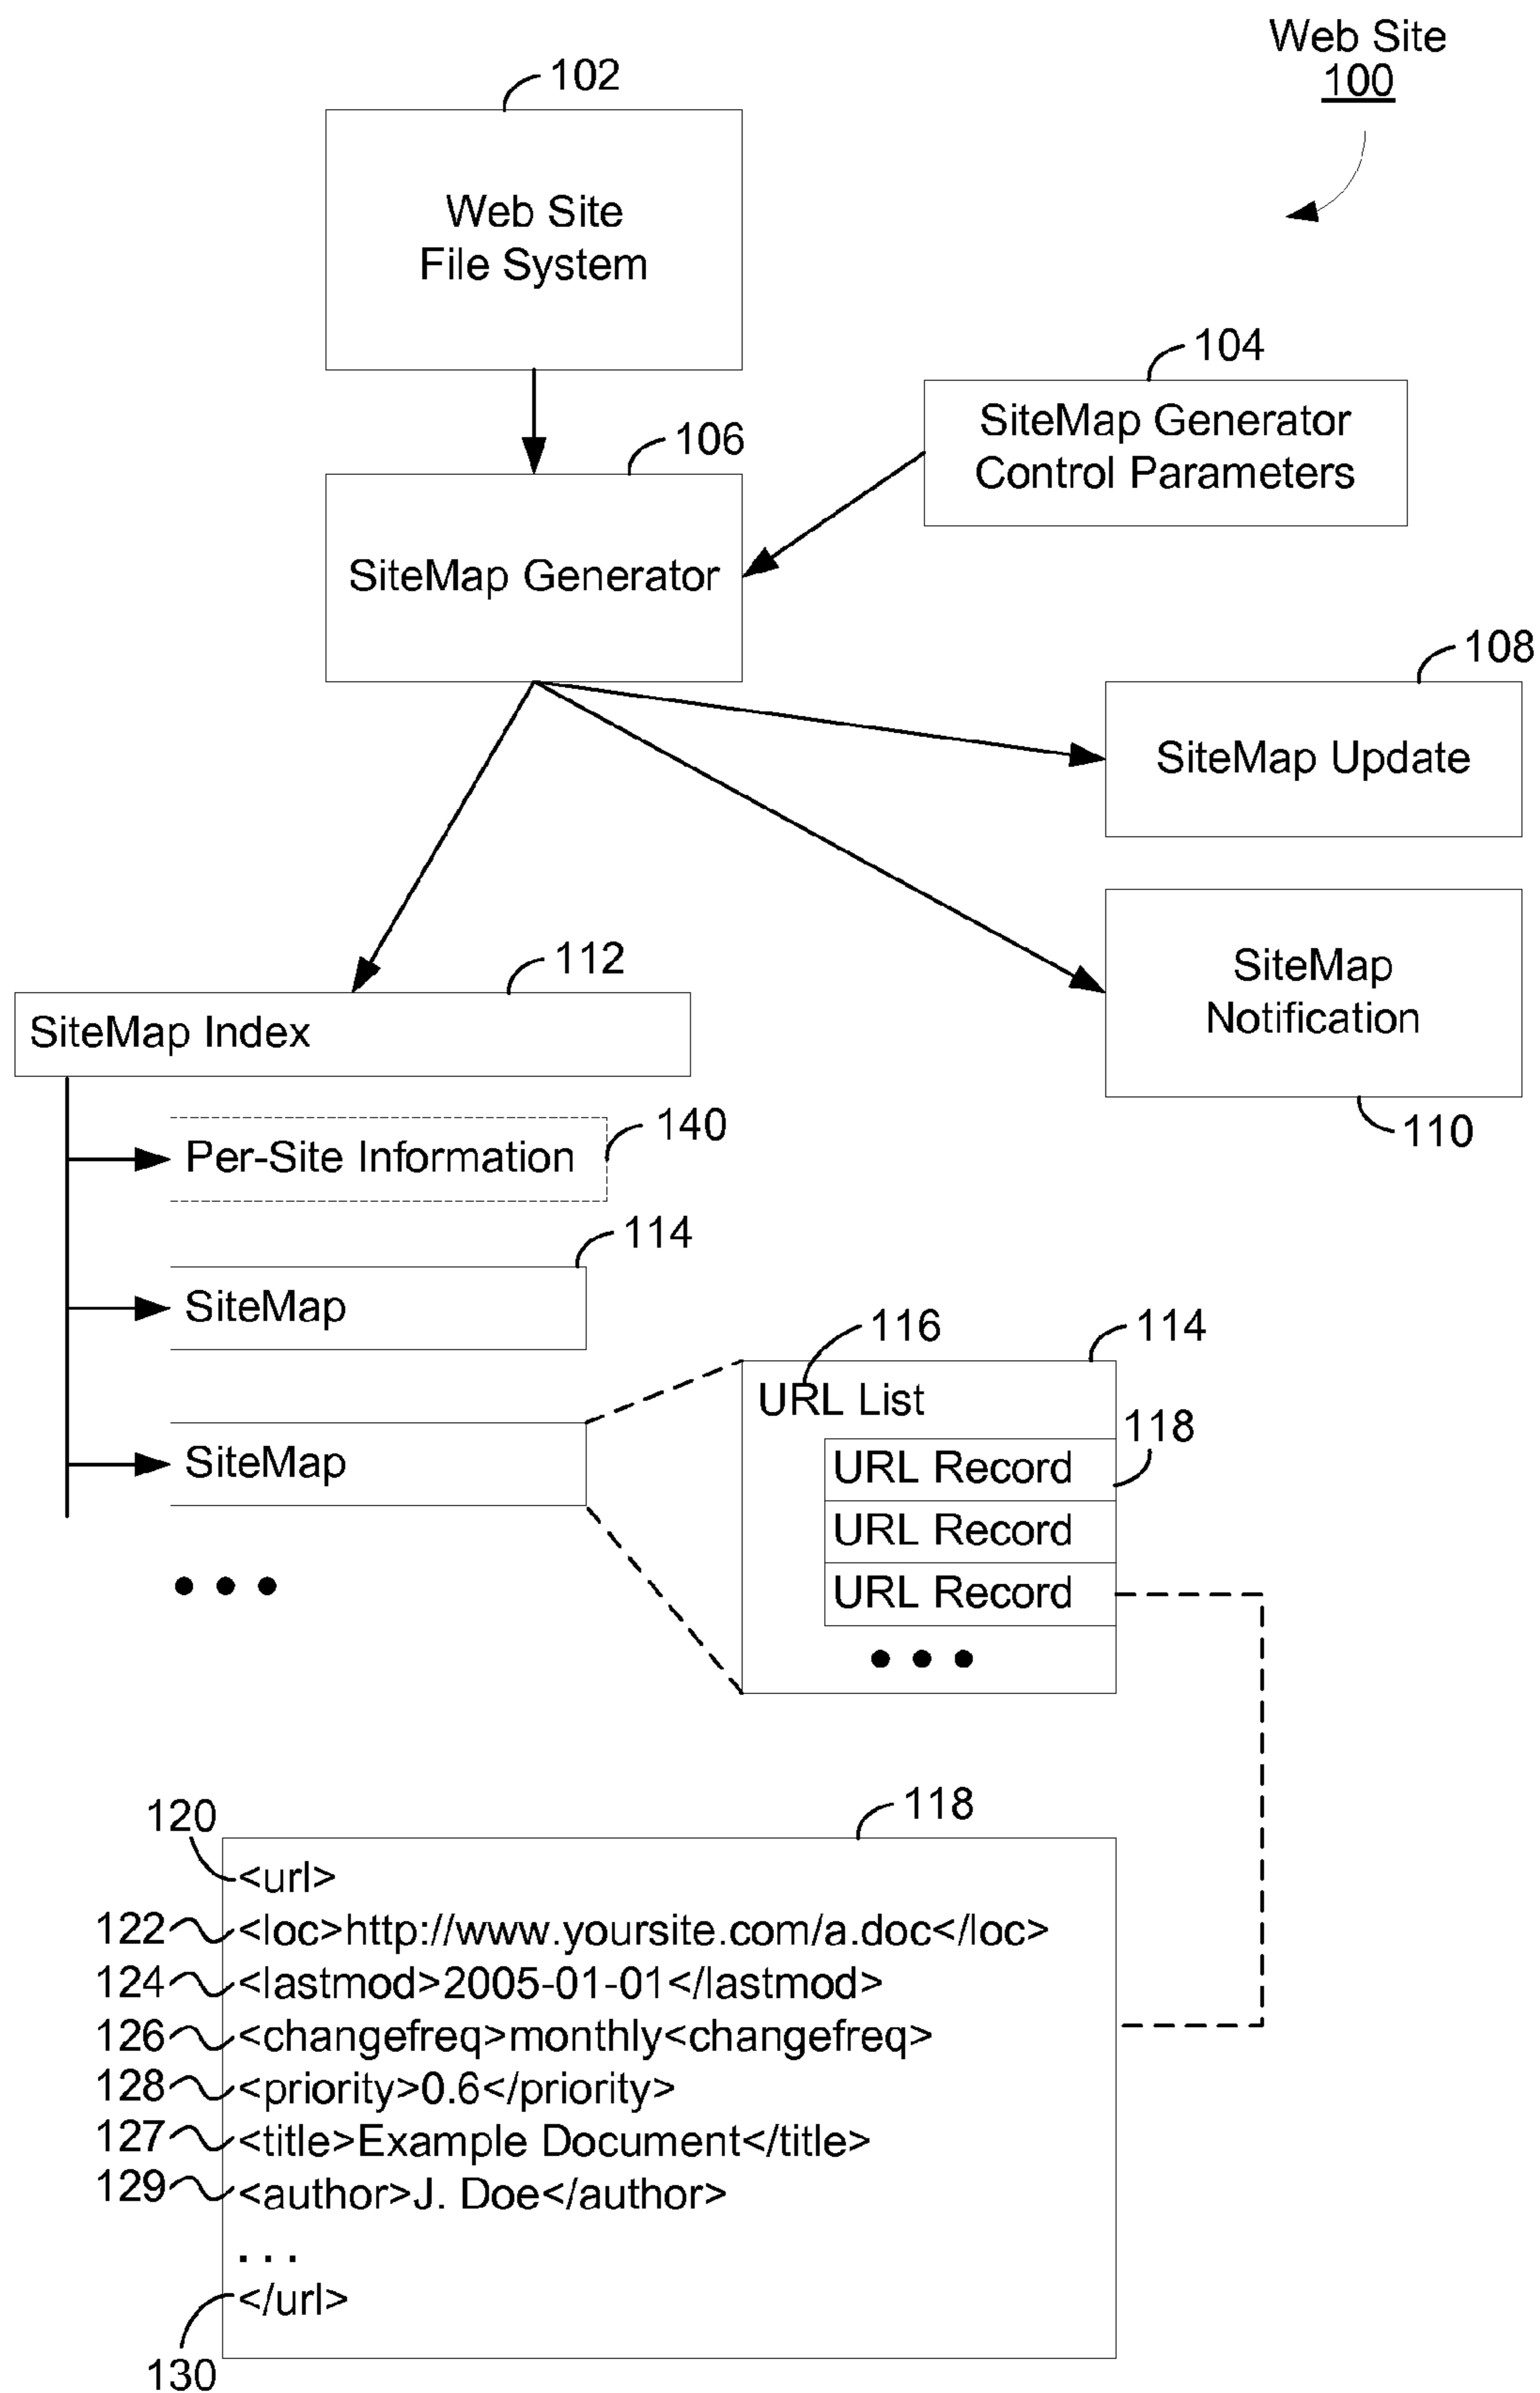 Web Site
100
102
Web Site
File System
104
SiteMap Generator
Control Parameters
106
SiteMap Generator
108
SiteMap Update
SiteMap
Notification
110
112
SiteMap Index
140
Per-Site Information
114
SiteMap
SiteMap
116
114
URL List
118
URL Record
URL Record
URL Record
118
120
<url>
122
<loc>http://www.yoursite.com/a.doc</loc>
124
<lastmod>2005-01-01</lastmod>
126
<changefreq>monthly<changefreq>
128
<priority>0.6</priority>
127
<title>Example Document</title>
129
<author>J. Doe</author>
. . .
</url>
130